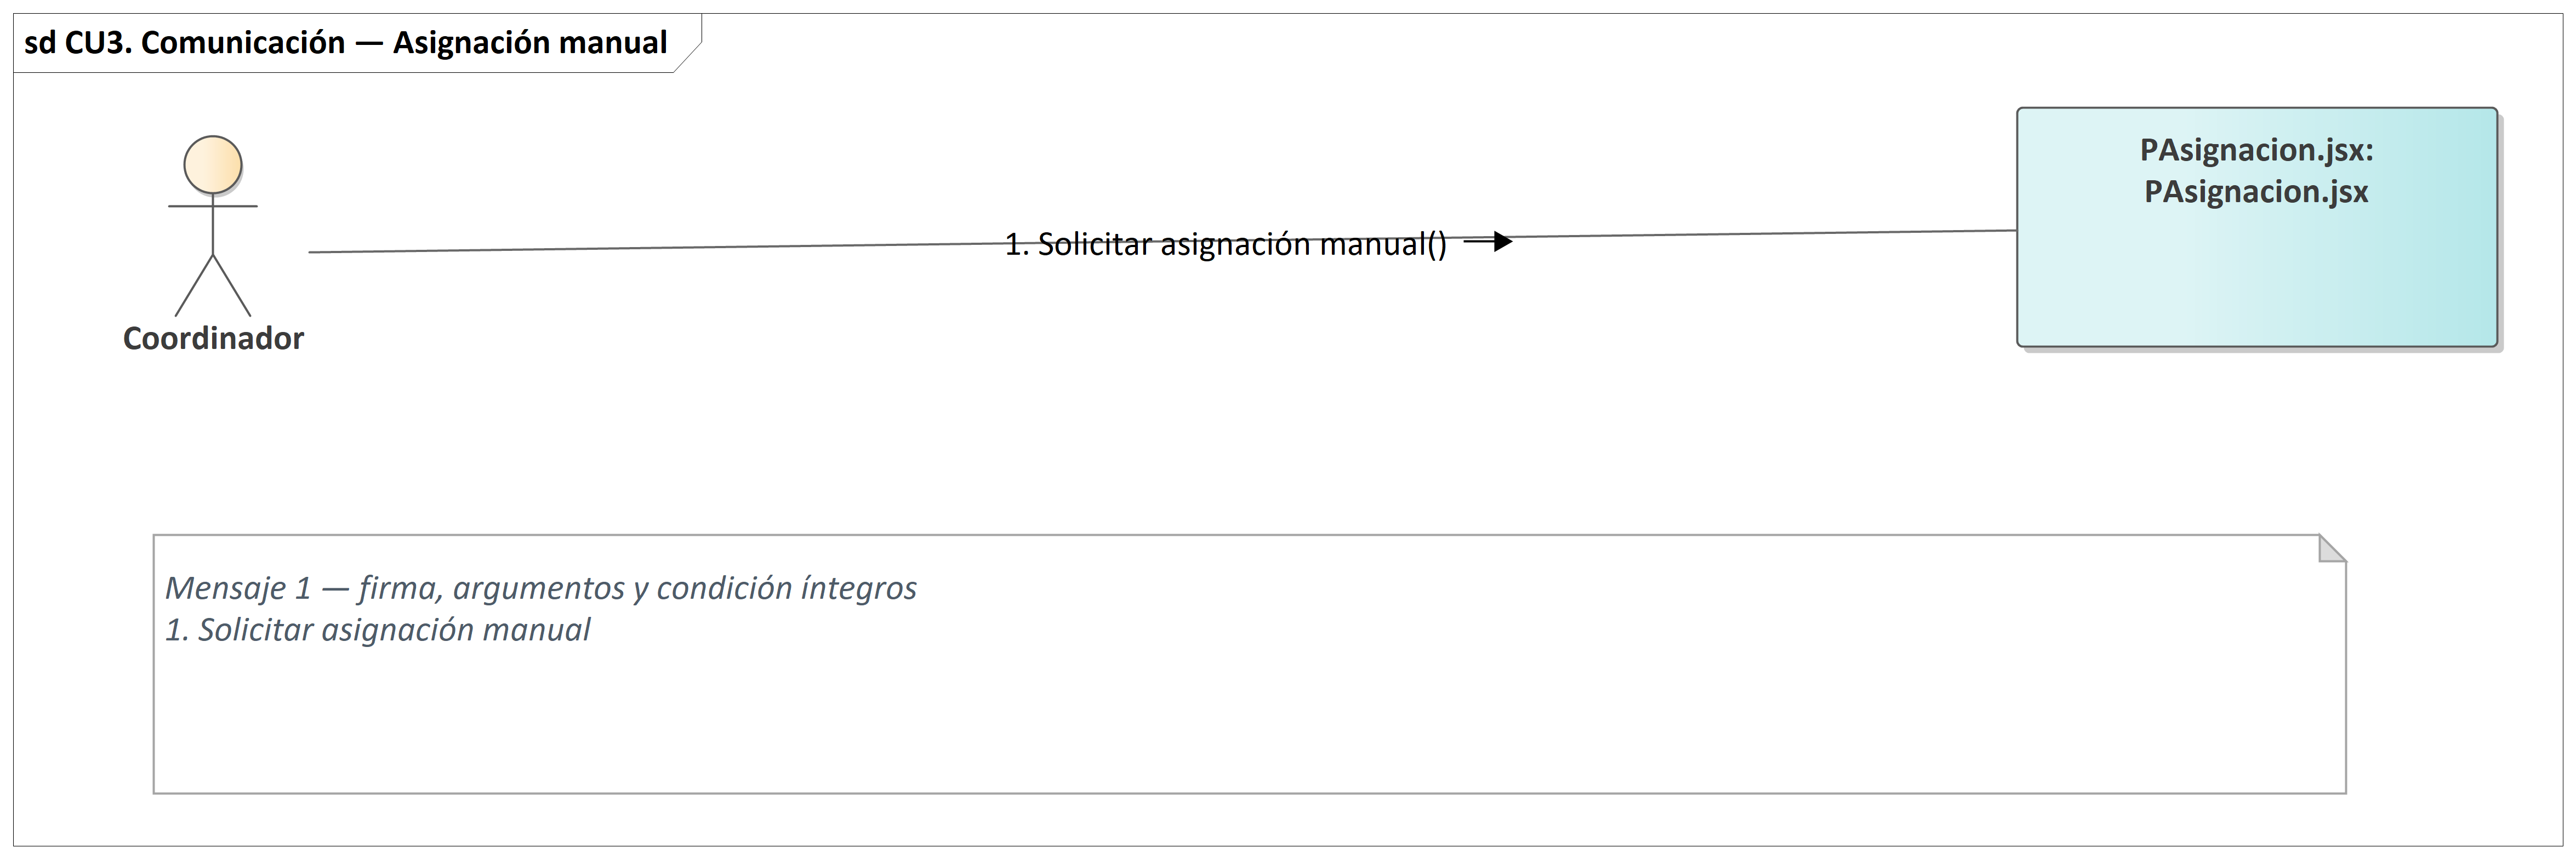 sd CU3. Comunicación — Asignación manual
PAsignacion.jsx:
PAsignacion.jsx
1. Solicitar asignación manual()
Coordinador
Mensaje 1 — firma, argumentos y condición íntegros
1. Solicitar asignación manual